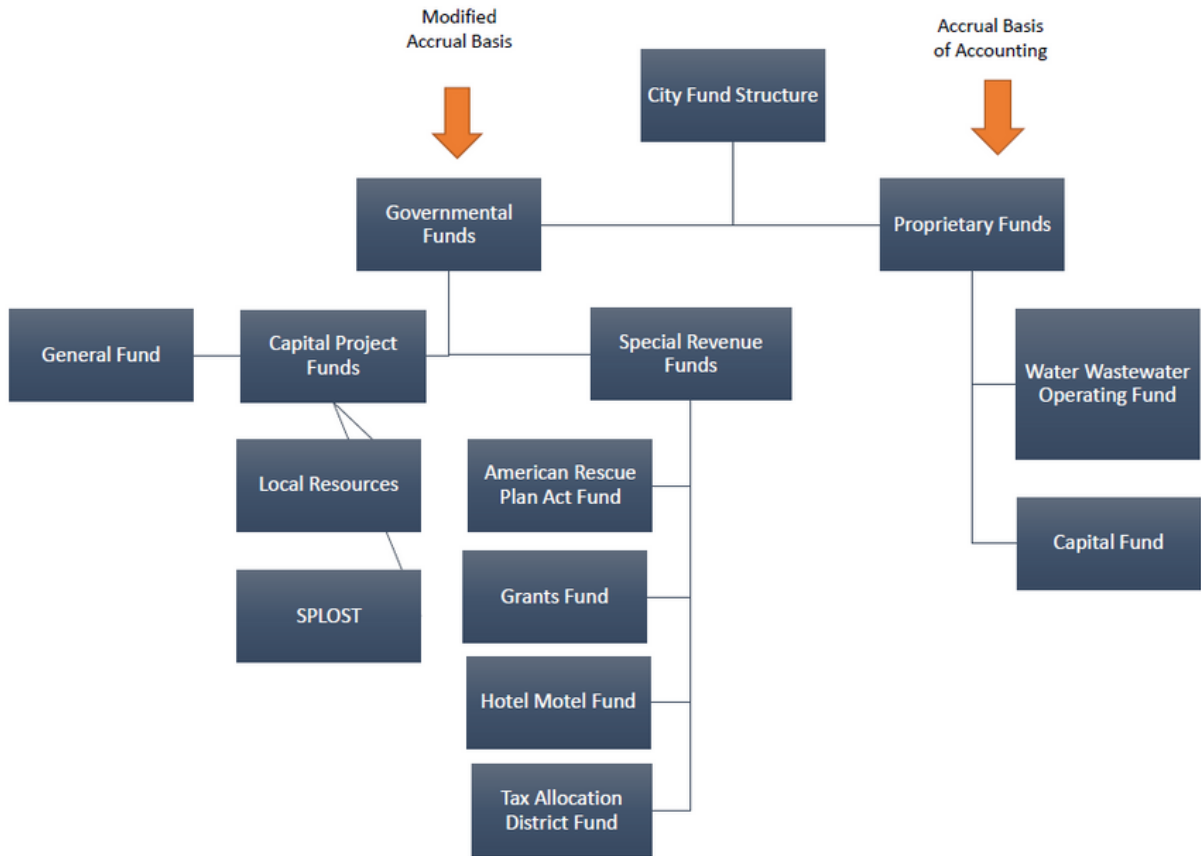 Modified
Accrual Basis
Accrual Basis
of Accounting
City Fund Structure
Governmental
Funds
Proprietary Funds
General Fund
Capital Project
Funds
Special Revenue
Funds
Water Wastewater
Operating Fund
Local Resources
American Rescue
Plan Act Fund
Capital Fund
SPLOST
Grants Fund
Hotel Motel Fund
Tax Allocation
District Fund